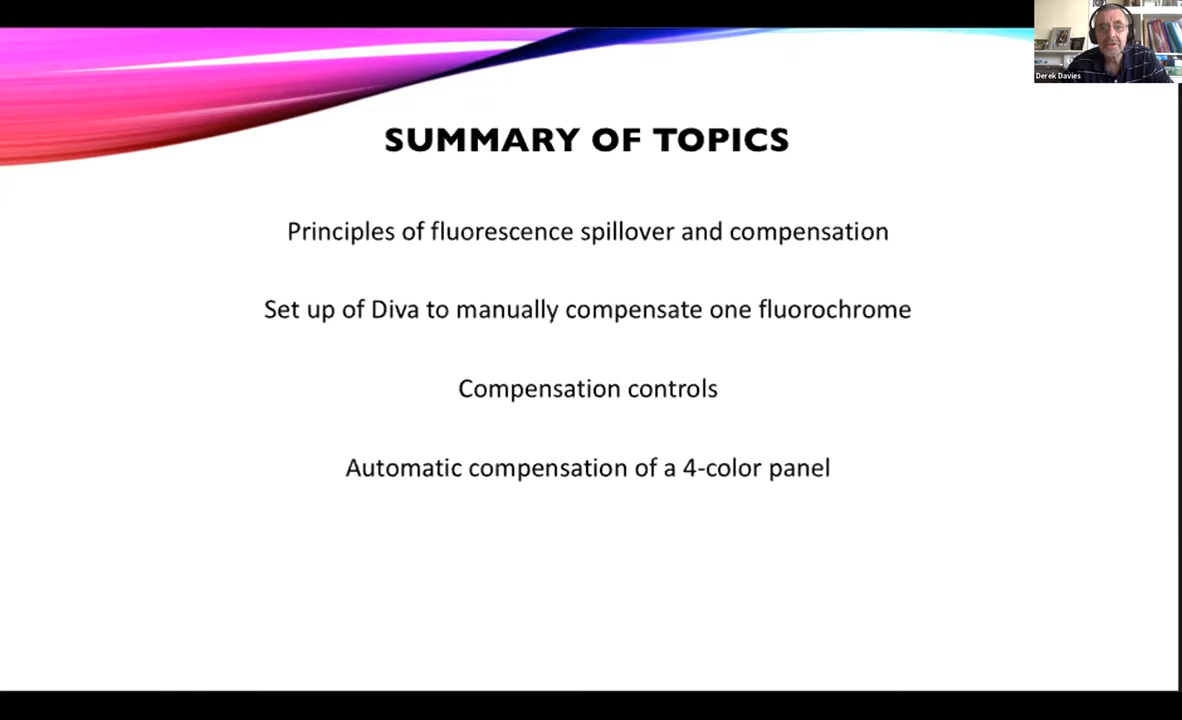 Derek Davies
SUMMARY OF TOPICS
Principles of fluorescence spillover and compensation
Set up of Diva to manually compensate one fluorochrome
Compensation controls
Automatic compensation of a 4-color panel